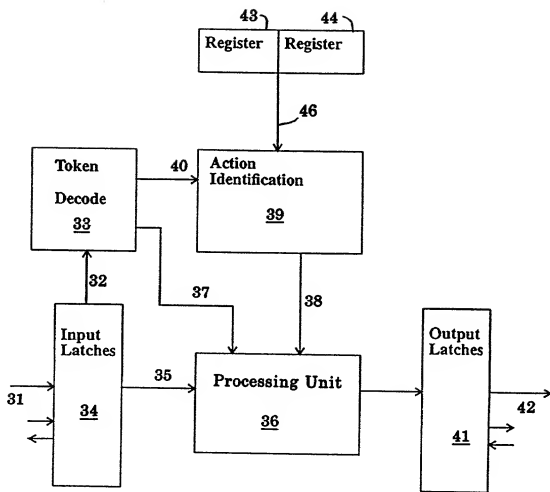 43 44
Register Register
46
Token
Decode
33
40
Action
Identification
39
32
37
38
Input
Latches
34
31
35
Processing Unit
36
Output
Latches
41
42